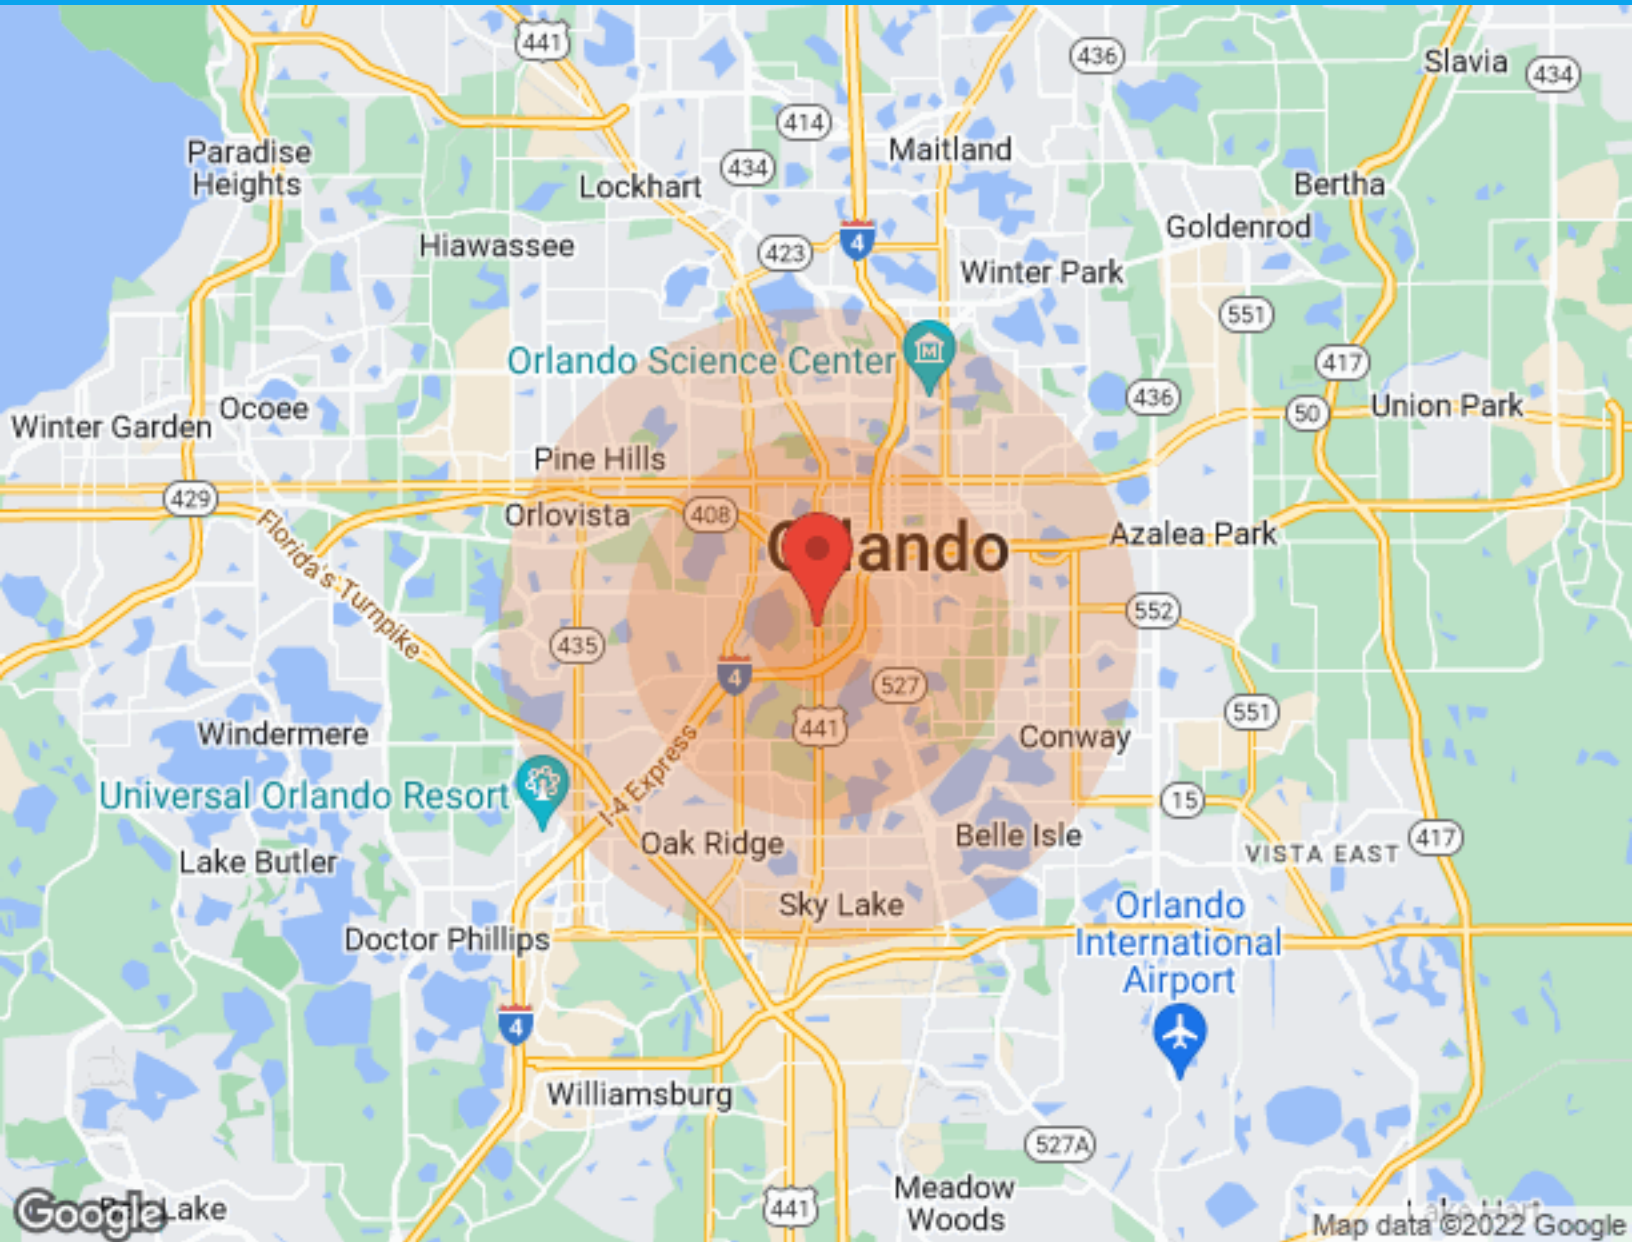 441
436
Slavia
434
414
Maitland
Paradise
Heights
434
Lockhart
Bertha
Goldenrod
Hiawassee
4
423
Winter Park
551
Orlando Science Center
417
436
Ocoee
50
Union Park
Winter Garden
Pine Hills
429
Orlovista
408
Azalea Park
Orlando
Florida's Turnpike
552
435
4
527
551
441
Windermere
Conway
I-4 Express
Universal Orlando Resort
15
Oak Ridge
Belle Isle
417
Lake Butler
VISTA EAST
Sky Lake
Orlando
International
Airport
Doctor Phillips
4
Williamsburg
527A
Meadow
Woods
441
Lake
Google
Lake Hart
Map data ©2022 Google